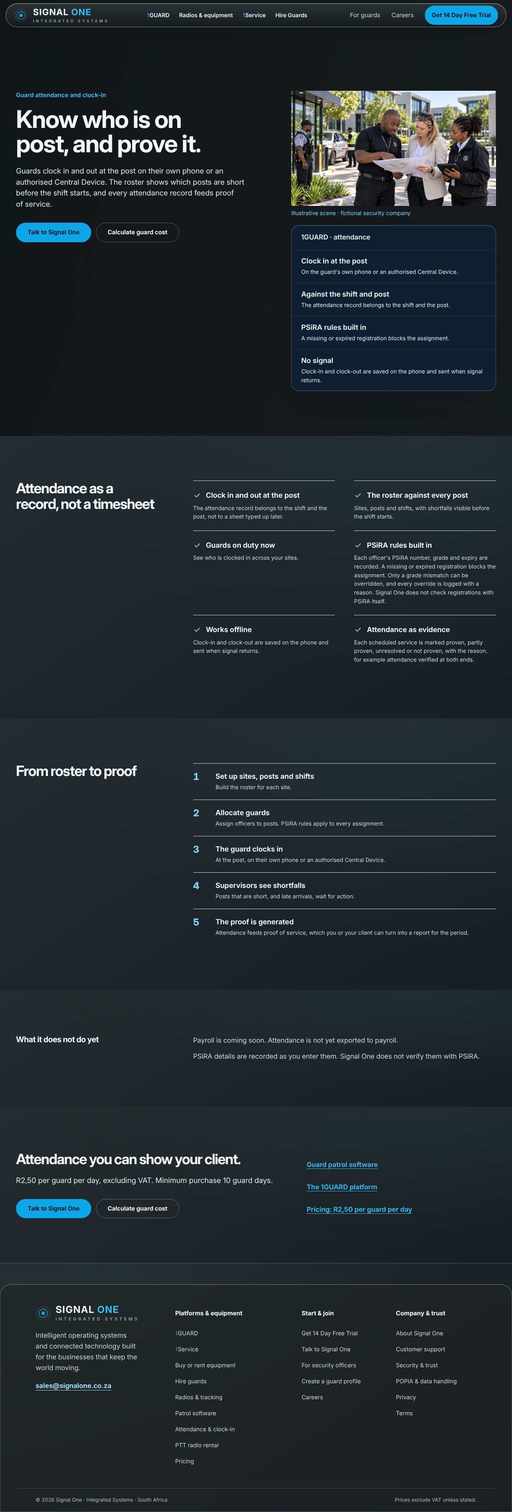 SIGNAL ONE
INTEGRATED SYSTEMS
1GUARD
Radios & equipment
1Service
Hire Guards
For guards
Careers
Get 14 Day Free Trial
Guard attendance and clock-in
Know who is on
post, and prove it.
Guards clock in and out at the post on their own phone or an
authorised Central Device. The roster shows which posts are short
before the shift starts, and every attendance record feeds proof
of service.
Talk to Signal One
Calculate guard cost
Illustrative scene · fictional security company
1GUARD · attendance
Clock in at the post
On the guard's own phone or an authorised Central Device.
Against the shift and post
The attendance record belongs to the shift and the post.
PSiRA rules built in
A missing or expired registration blocks the assignment.
No signal
Clock-in and clock-out are saved on the phone and sent when signal
returns.
Attendance as a
record, not a timesheet
Clock in and out at the post
The attendance record belongs to the shift and the
post, not to a sheet typed up later.
The roster against every post
Sites, posts and shifts, with shortfalls visible before
the shift starts.
Guards on duty now
See who is clocked in across your sites.
PSiRA rules built in
Each officer's PSiRA number, grade and expiry are
recorded. A missing or expired registration blocks the
assignment. Only a grade mismatch can be
overridden, and every override is logged with a
reason. Signal One does not check registrations with
PSiRA itself.
Works offline
Clock-in and clock-out are saved on the phone and
sent when signal returns.
Attendance as evidence
Each scheduled service is marked proven, partly
proven, unresolved or not proven, with the reason,
for example attendance verified at both ends.
From roster to proof
1
Set up sites, posts and shifts
Build the roster for each site.
2
Allocate guards
Assign officers to posts. PSiRA rules apply to every assignment.
3
The guard clocks in
At the post, on their own phone or an authorised Central Device.
4
Supervisors see shortfalls
Posts that are short, and late arrivals, wait for action.
5
The proof is generated
Attendance feeds proof of service, which you or your client can turn into a report for the period.
What it does not do yet
Payroll is coming soon. Attendance is not yet exported to payroll.
PSiRA details are recorded as you enter them. Signal One does not verify them with PSiRA.
Attendance you can show your client.
R2,50 per guard per day, excluding VAT. Minimum purchase 10 guard days.
Talk to Signal One
Calculate guard cost
Guard patrol software
The 1GUARD platform
Pricing: R2,50 per guard per day
SIGNAL ONE
INTEGRATED SYSTEMS
Intelligent operating systems
and connected technology built
for the businesses that keep the
world moving.
sales@signalone.co.za
Platforms & equipment
1GUARD
1Service
Buy or rent equipment
Hire guards
Radios & tracking
Patrol software
Attendance & clock-in
PTT radio rental
Pricing
Start & join
Get 14 Day Free Trial
Talk to Signal One
For security officers
Create a guard profile
Careers
Company & trust
About Signal One
Customer support
Security & trust
POPIA & data handling
Privacy
Terms
© 2026 Signal One · Integrated Systems · South Africa
Prices exclude VAT unless stated.